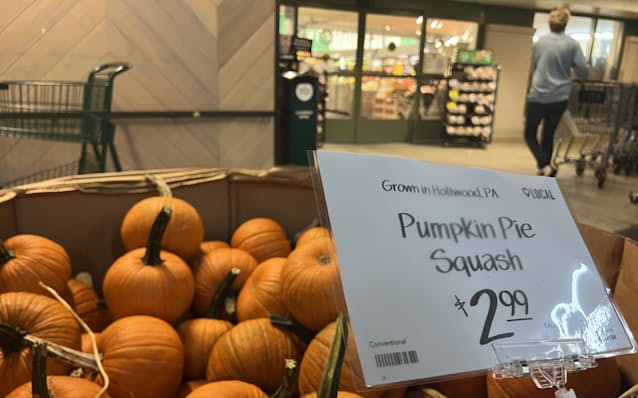 Grown in Holtwood, PA
LOCAL
Pumpkin Pie
Squash
$2.99
Conventional